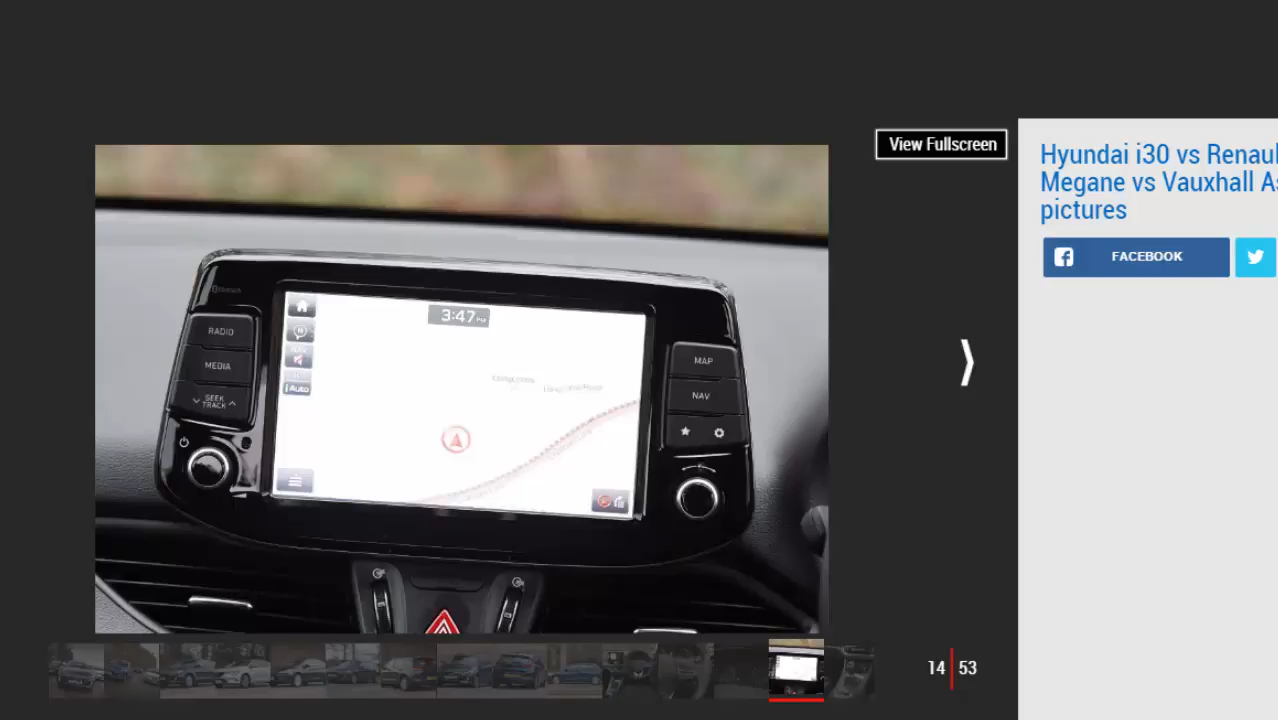 View Fullscreen
Hyundai i30 vs Renaul
Megane vs Vauxhall As
pictures
FACEBOOK
3:47 PM
RADIO
MEDIA
SEEK
TRACK
Auto
MAP
NAV
14
53